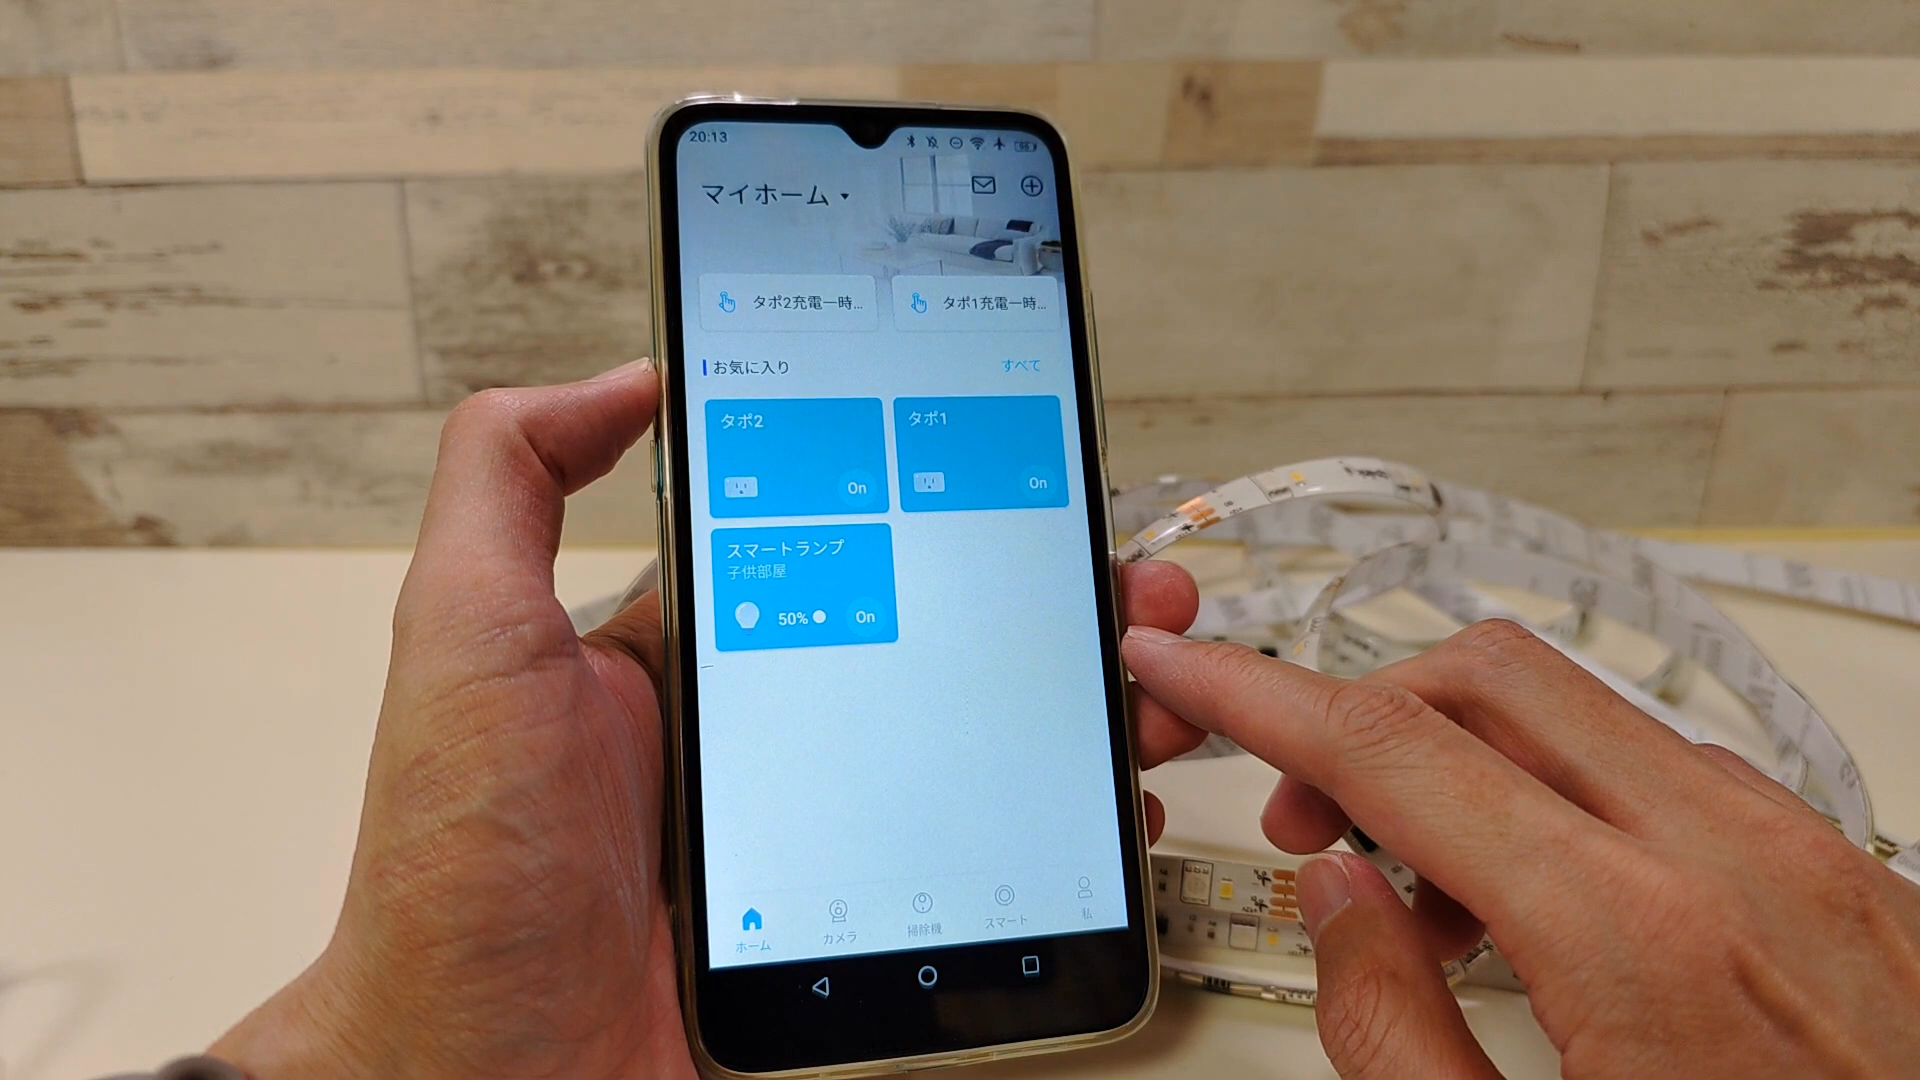 20:13
66
マイホーム
タポ2充電一時…
タポ1充電一時…
お気に入り
すべて
タポ2
On
タポ1
On
スマートランプ
子供部屋
50%
On
ホーム
カメラ
掃除機
スマート
私